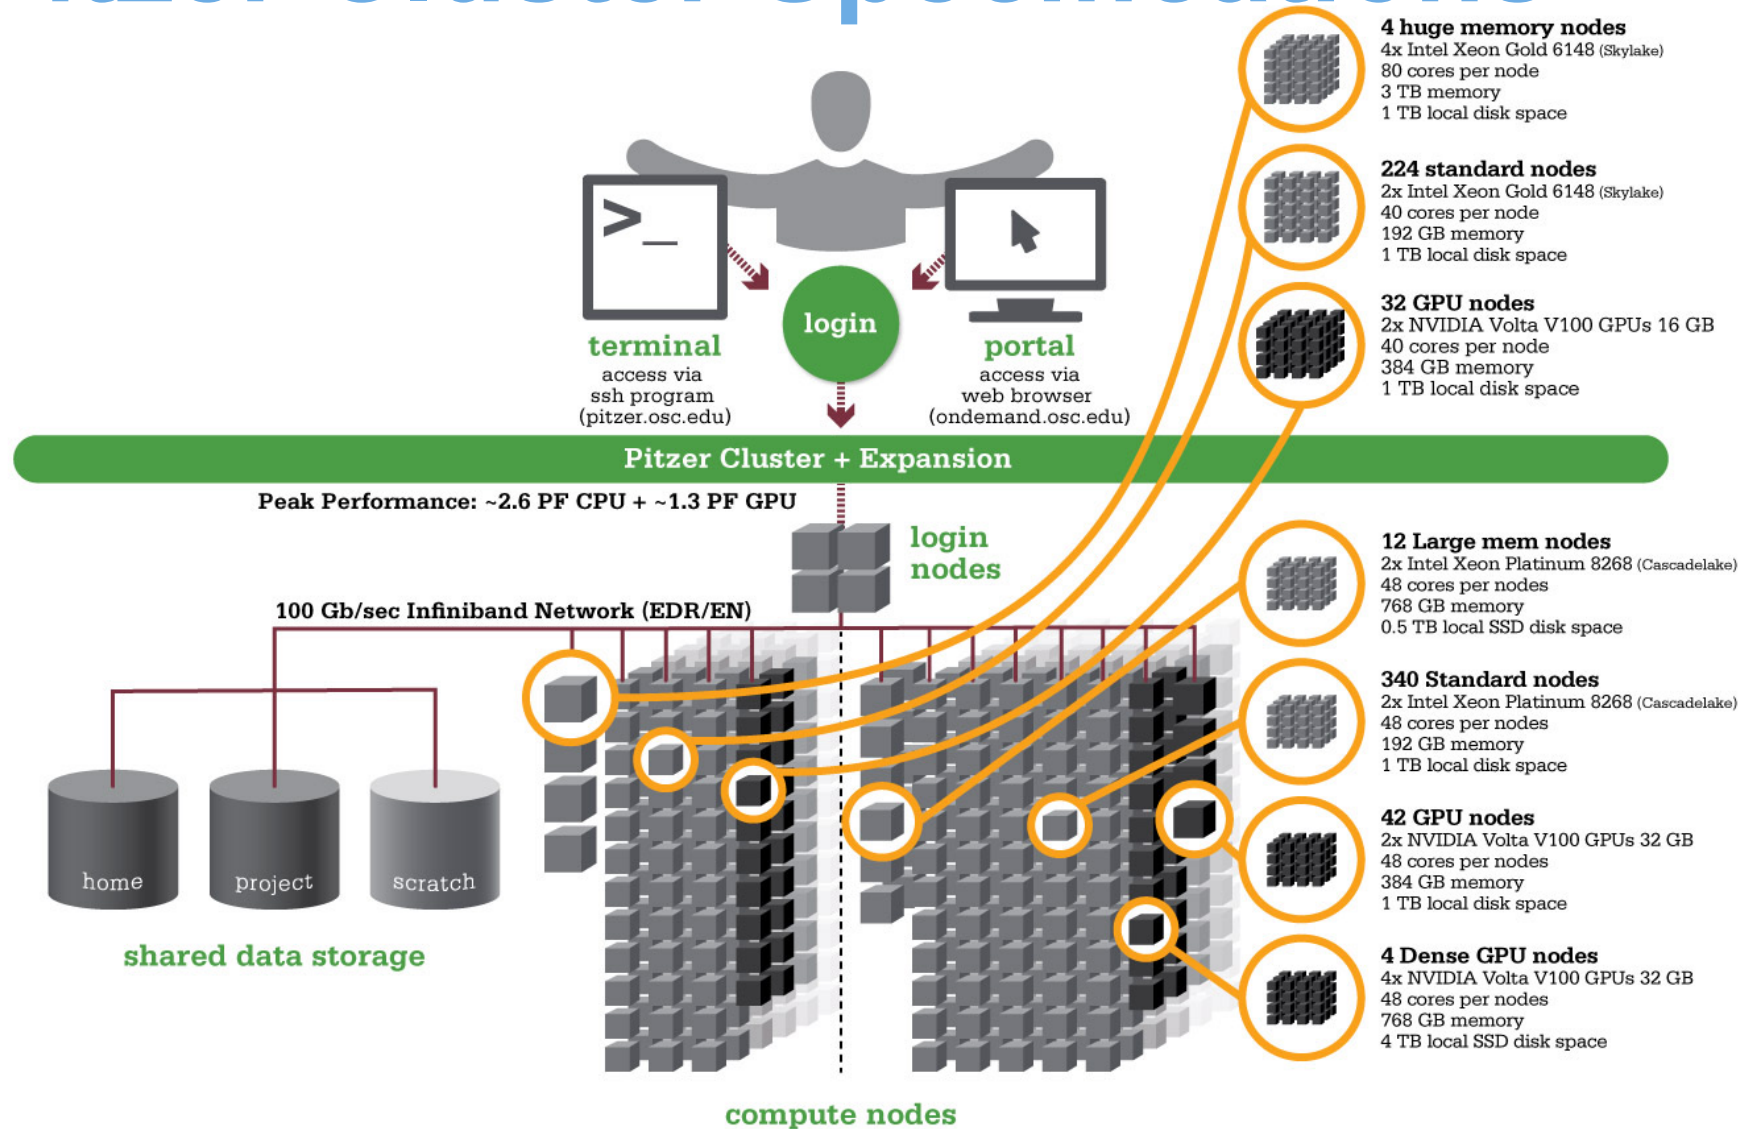 Pitzer Cluster Specifications
>_
terminal
access via
ssh program
(pitzer.osc.edu)
login
portal
access via
web browser
(ondemand.osc.edu)
Pitzer Cluster + Expansion
Peak Performance: ~2.6 PF CPU + ~1.3 PF GPU
login
nodes
100 Gb/sec Infiniband Network (EDR/EN)
home
project
scratch
shared data storage
compute nodes
4 huge memory nodes
4x Intel Xeon Gold 6148 (Skylake)
80 cores per node
3 TB memory
1 TB local disk space
224 standard nodes
2x Intel Xeon Gold 6148 (Skylake)
40 cores per node
192 GB memory
1 TB local disk space
32 GPU nodes
2x NVIDIA Volta V100 GPUs 16 GB
40 cores per node
384 GB memory
1 TB local disk space
12 Large mem nodes
2x Intel Xeon Platinum 8268 (Cascadelake)
48 cores per nodes
768 GB memory
0.5 TB local SSD disk space
340 Standard nodes
2x Intel Xeon Platinum 8268 (Cascadelake)
48 cores per nodes
192 GB memory
1 TB local disk space
42 GPU nodes
2x NVIDIA Volta V100 GPUs 32 GB
48 cores per nodes
384 GB memory
1 TB local disk space
4 Dense GPU nodes
4x NVIDIA Volta V100 GPUs 32 GB
48 cores per nodes
768 GB memory
4 TB local SSD disk space